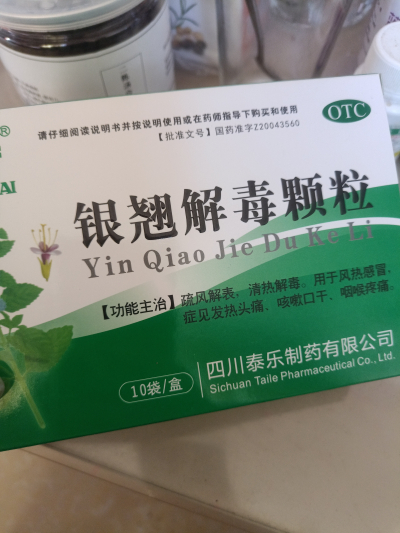 请仔细阅读说明书并按说明使用或在药师指导下购买和使用
OTC
【批准文号】国药准字Z20043560
®
AI
银翘解毒颗粒
Yin Qiao Jie Du Ke Li
【功能主治】疏风解表，清热解毒。用于风热感冒，
症见发热头痛、咳嗽口干、咽喉疼痛。
10袋/盒
四川泰乐制药有限公司
Sichuan Taile Pharmaceutical Co., Ltd.